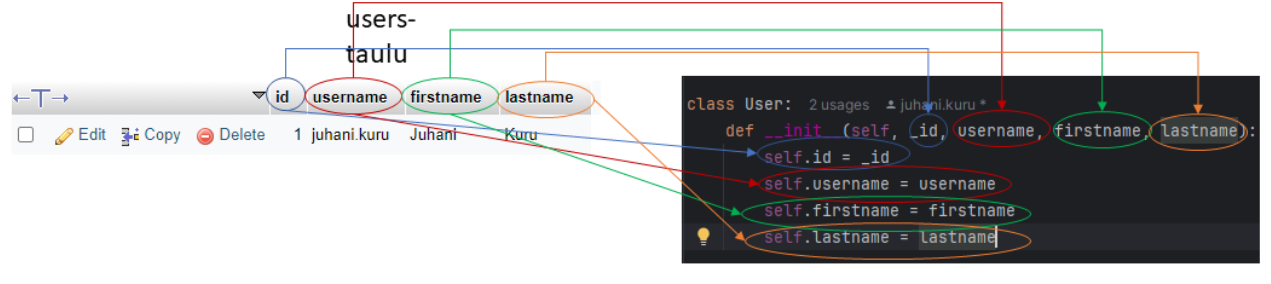 users-
taulu
id username firstname lastname
Edit Copy Delete 1 juhani.kuru Juhani Kuru
class User: 2 usages juhani.kuru *
def __init__(self, _id, username, firstname, lastname):
self.id = _id
self.username = username
self.firstname = firstname
self.lastname = lastname